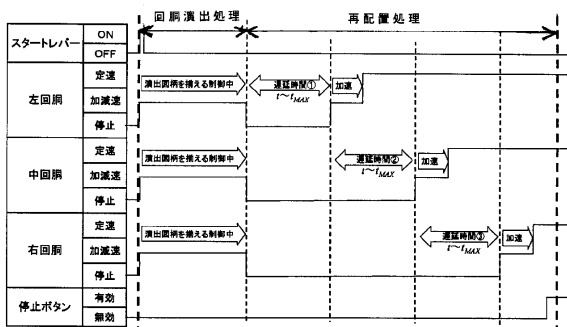 回胴演出処理 再配置処理
スタートレバー ON
OFF
左回胴 定速 演出図柄を揃える制御中 遅延時間① 加速
加減速 t～tMAX
停止
中回胴 定速 演出図柄を揃える制御中 遅延時間② 加速
加減速 t～tMAX
停止
右回胴 定速 演出図柄を揃える制御中 遅延時間③ 加速
加減速 t～tMAX
停止
停止ボタン 有効
無効